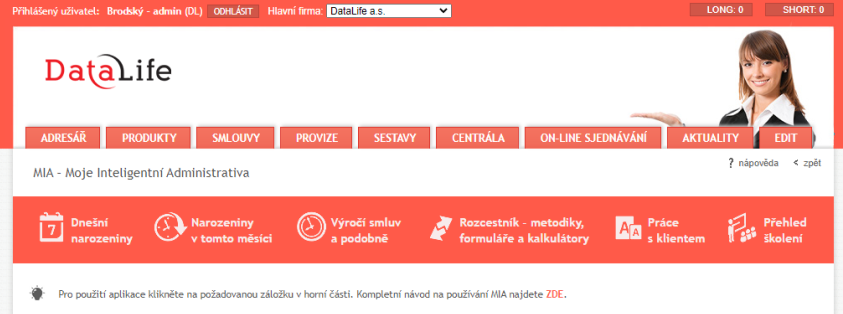 Přihlášený uživatel: Brodský - admin (DL) ODHLÁSIT Hlavní firma: DataLife a.s. LONG: 0 SHORT: 0
DataLife
ADRESÁŘ PRODUKTY SMLOUVY PROVIZE SESTAVY CENTRÁLA ON-LINE SJEDNÁVÁNÍ AKTUALITY EDIT
? nápověda < zpět
MIA - Moje Inteligentní Administrativa
7 Dnešní narozeniny
Narozeniny v tomto měsíci
Výročí smluv a podobně
Rozcestník - metodiky, formuláře a kalkulátory
Práce s klientem
Přehled školení
Pro použití aplikace klikněte na požadovanou záložku v horní části. Kompletní návod na používání MIA najdete ZDE.